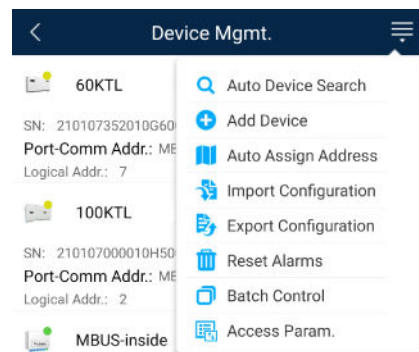 Device Mgmt.
60KTL
SN: 210107352010G60
Port-Comm Addr.: ME
Logical Addr.: 7
100KTL
SN: 210107000010H50
Port-Comm Addr.: ME
Logical Addr.: 2
MBUS-inside
Auto Device Search
Add Device
Auto Assign Address
Import Configuration
Export Configuration
Reset Alarms
Batch Control
Access Param.